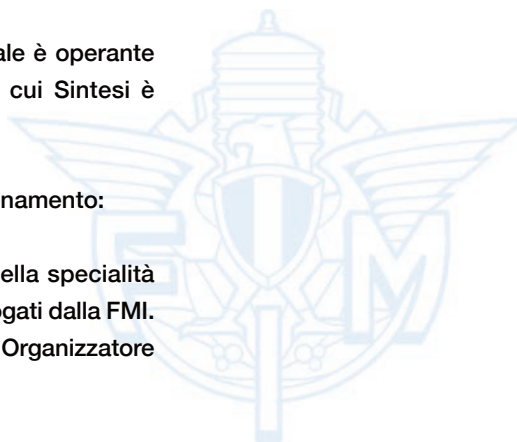 ale è operante
cui Sintesi è
namento:
ella specialità
ogati dalla FMI.
Organizzatore
F M